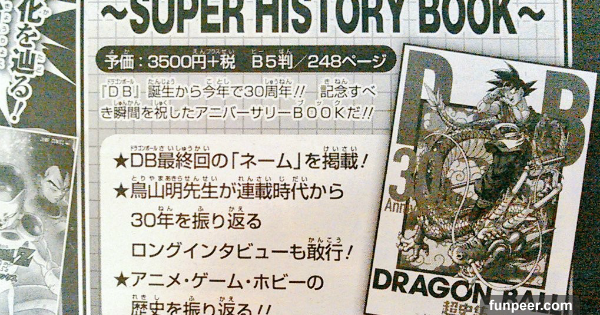 化を辿る!
~SUPER HISTORY BOOK~
予価:3500円+税 B5判/248ページ
『DB』誕生から今年で30周年!! 記念すべ
き瞬間を祝したアニバーサリーBOOKだ!!
★DB最終回の「ネーム」を掲載!
★鳥山明先生が連載時代から
30年を振り返る
ロングインタビューも敢行!
★アニメ・ゲーム・ホビーの
歴史を振り返る!!
DB
30
Anni
DRAGON BALL
超史集
funpeer.com